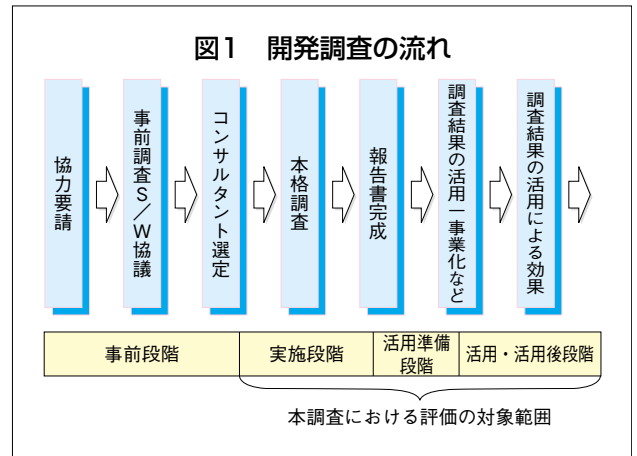 図1 開発調査の流れ
協力要請
事前調査S/W協議
コンサルタント選定
本格調査
報告書完成
調査結果の活用—事業化など
調査結果の活用による効果
事前段階
実施段階
活用準備
段階
活用・活用後段階
本調査における評価の対象範囲